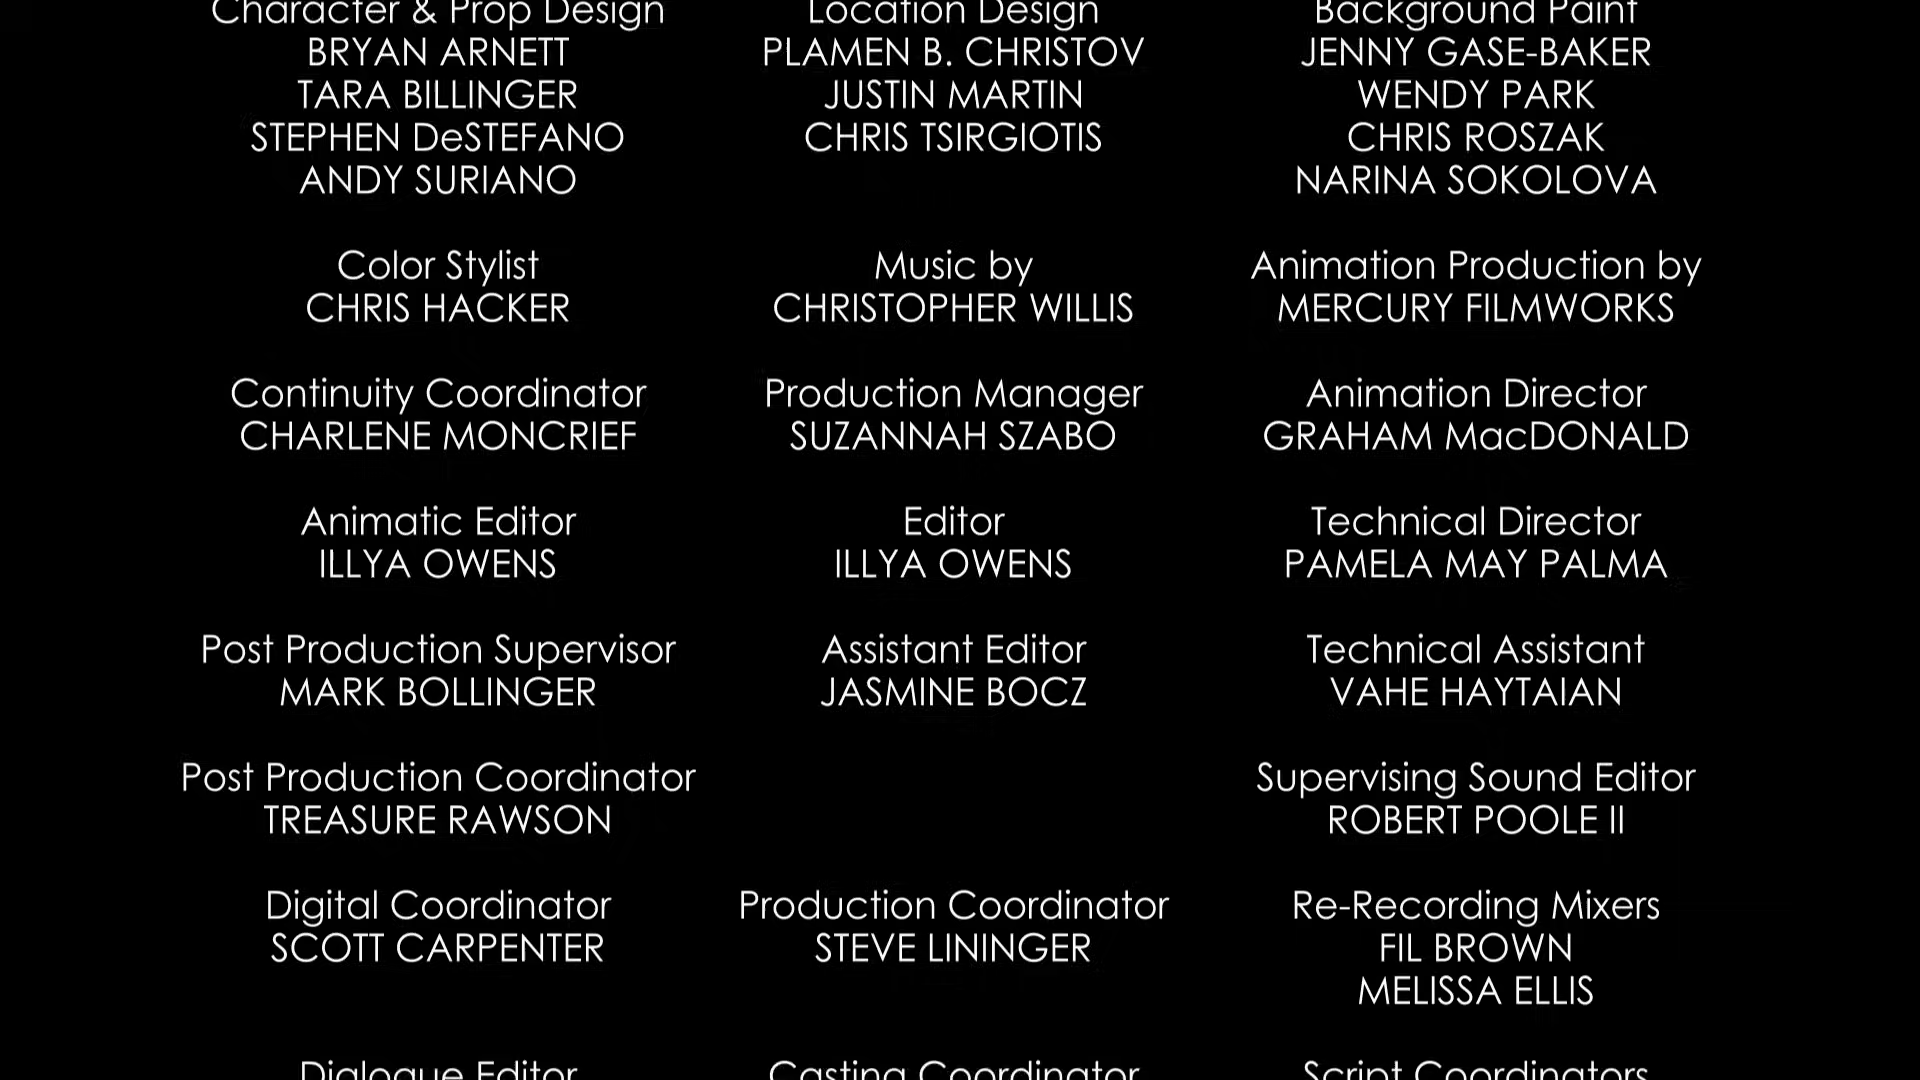 Character & Prop Design
BRYAN ARNETT
TARA BILLINGER
STEPHEN DeSTEFANO
ANDY SURIANO
Location Design
PLAMEN B. CHRISTOV
JUSTIN MARTIN
CHRIS TSIRGIOTIS
Background Paint
JENNY GASE-BAKER
WENDY PARK
CHRIS ROSZAK
NARINA SOKOLOVA
Color Stylist
CHRIS HACKER
Music by
CHRISTOPHER WILLIS
Animation Production by
MERCURY FILMWORKS
Continuity Coordinator
CHARLENE MONCRIEF
Production Manager
SUZANNAH SZABO
Animation Director
GRAHAM MacDONALD
Animatic Editor
ILLYA OWENS
Editor
ILLYA OWENS
Technical Director
PAMELA MAY PALMA
Post Production Supervisor
MARK BOLLINGER
Assistant Editor
JASMINE BOCZ
Technical Assistant
VAHE HAYTAIAN
Post Production Coordinator
TREASURE RAWSON
Supervising Sound Editor
ROBERT POOLE II
Digital Coordinator
SCOTT CARPENTER
Production Coordinator
STEVE LININGER
Re-Recording Mixers
FIL BROWN
MELISSA ELLIS
Dialogue Editor
Casting Coordinator
Script Coordinators